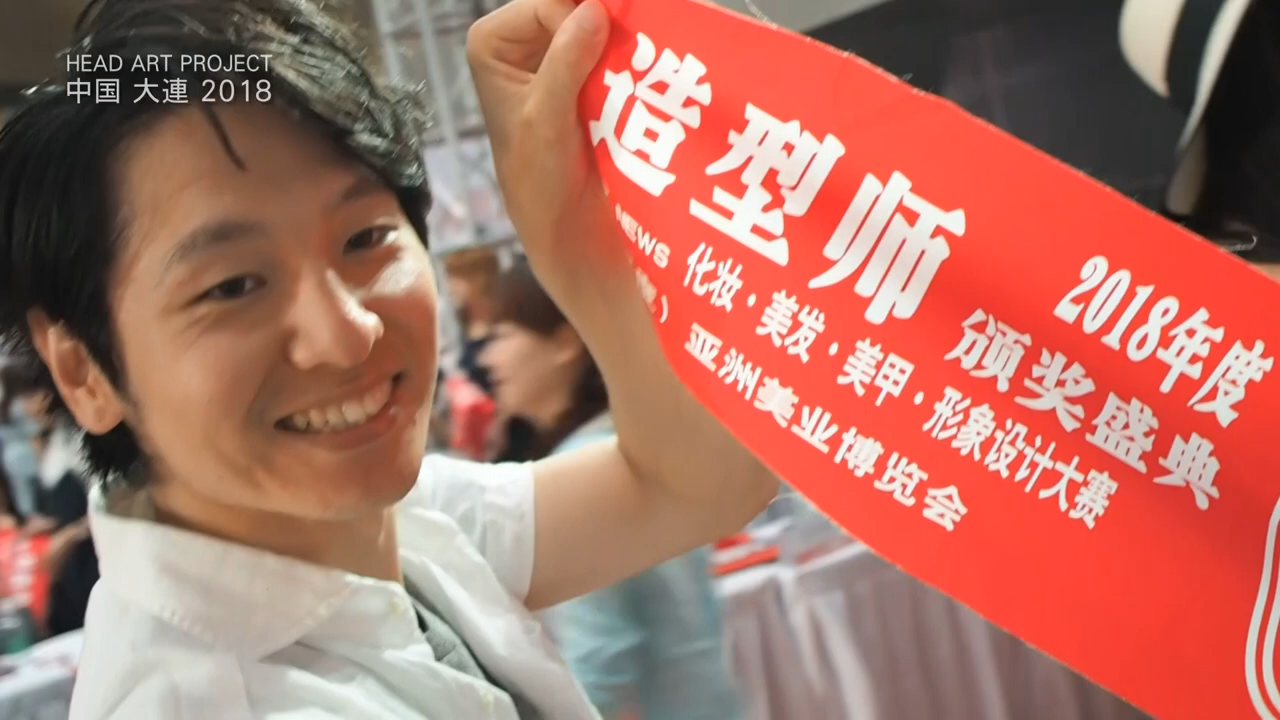 HEAD ART PROJECT
中国 大連 2018
造型师
2018年度
颁奖盛典
NEWS 化妆·美发·美甲·形象设计大赛
亚洲美业博览会